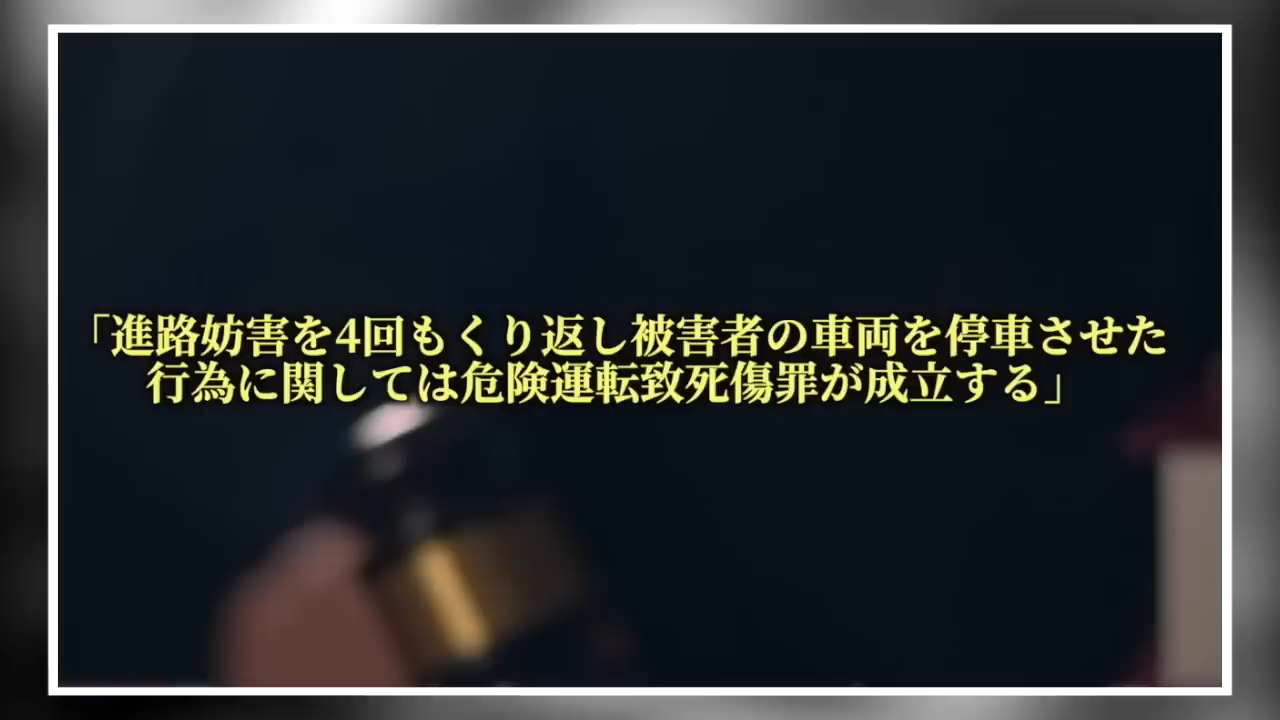 「進路妨害を4回もくり返し被害者の車両を停車させた
行為に関しては危険運転致死傷罪が成立する」